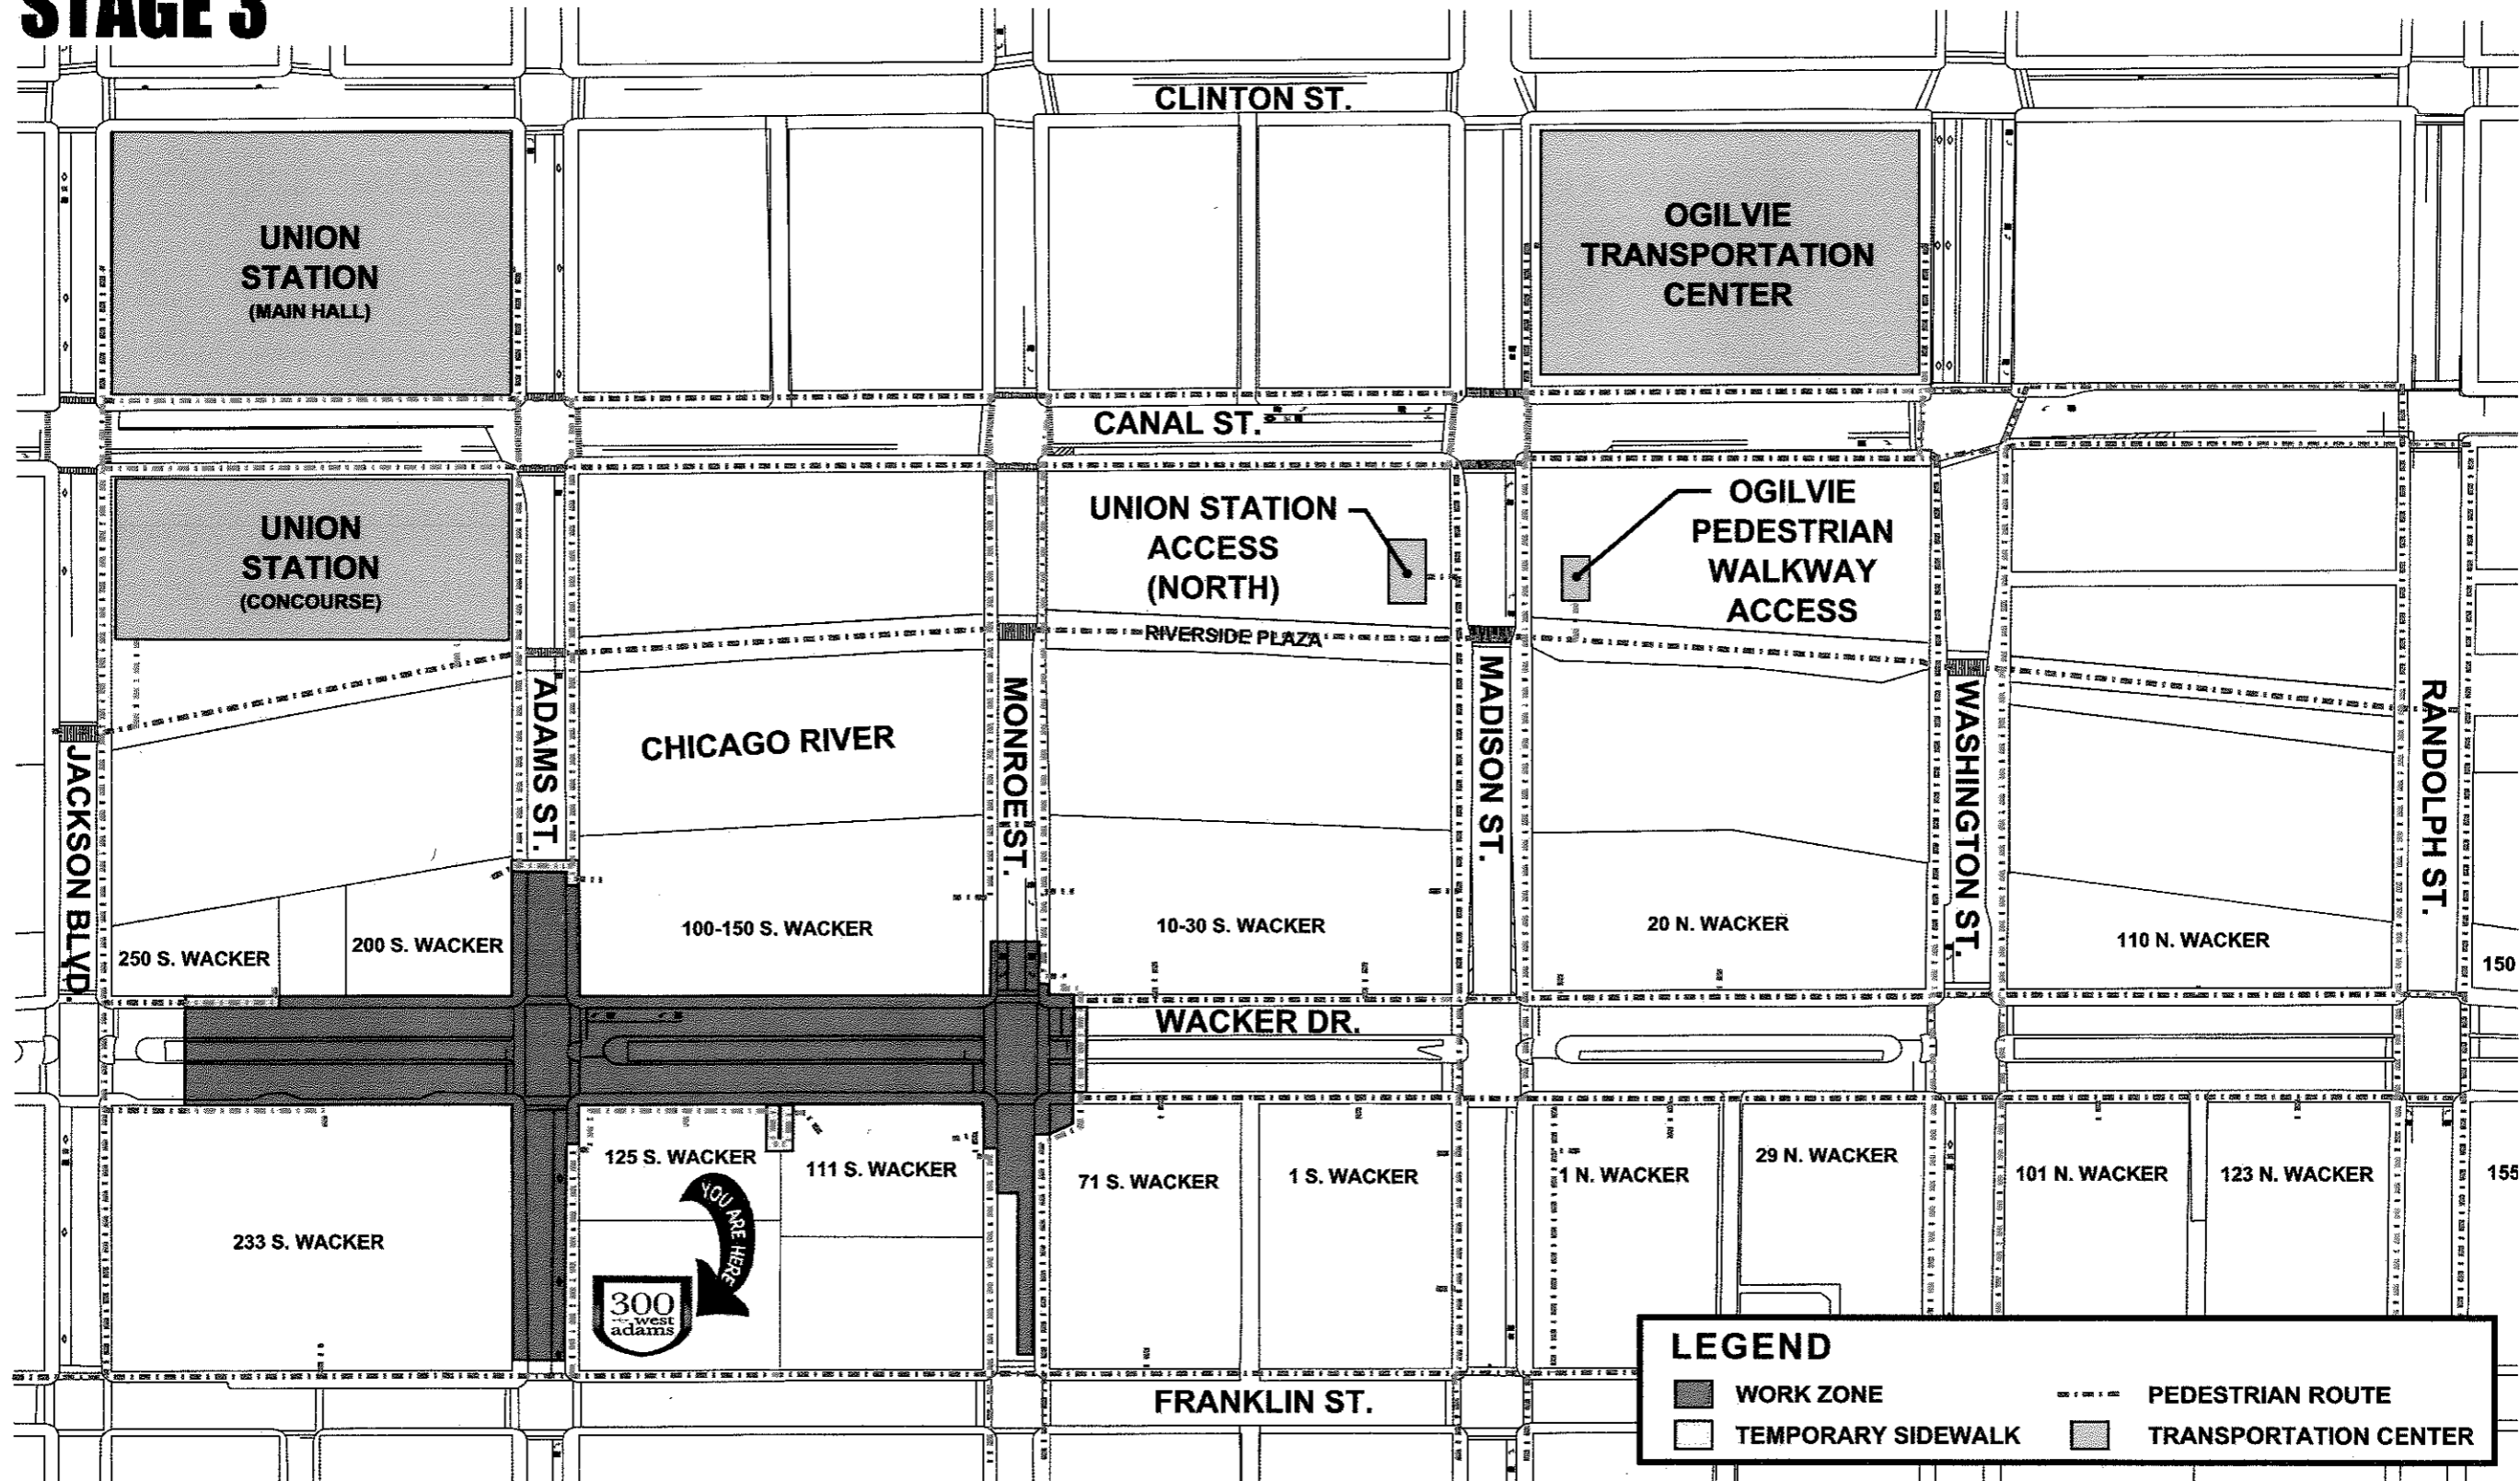 STAGE 3
CLINTON ST.
UNION
STATION
(MAIN HALL)
OGILVIE
TRANSPORTATION
CENTER
CANAL ST.
UNION
STATION
(CONCOURSE)
UNION STATION
ACCESS
(NORTH)
OGILVIE
PEDESTRIAN
WALKWAY
ACCESS
RIVERSIDE PLAZA
JACKSON BLVD.
ADAMS ST.
CHICAGO RIVER
MONROE ST.
MADISON ST.
WASHINGTON ST.
RANDOLPH ST.
250 S. WACKER
200 S. WACKER
100-150 S. WACKER
10-30 S. WACKER
20 N. WACKER
110 N. WACKER
150
WACKER DR.
233 S. WACKER
125 S. WACKER
111 S. WACKER
71 S. WACKER
1 S. WACKER
1 N. WACKER
29 N. WACKER
101 N. WACKER
123 N. WACKER
155
YOU ARE HERE
300
west
adams
FRANKLIN ST.
LEGEND
WORK ZONE
PEDESTRIAN ROUTE
TEMPORARY SIDEWALK
TRANSPORTATION CENTER